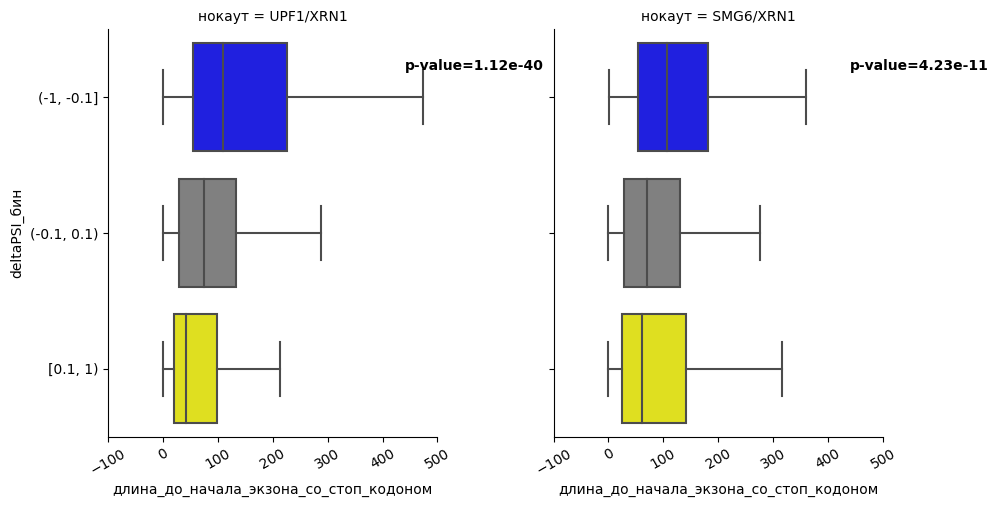 нокаут = UPF1/XRN1
нокаут = SMG6/XRN1
p-value=1.12e-40
p-value=4.23e-11
deltaPSI_бин
(-1, -0.1]
(-0.1, 0.1)
[0.1, 1)
−100 0 100 200 300 400 500
−100 0 100 200 300 400 500
длина_до_начала_экзона_со_стоп_кодоном
длина_до_начала_экзона_со_стоп_кодоном